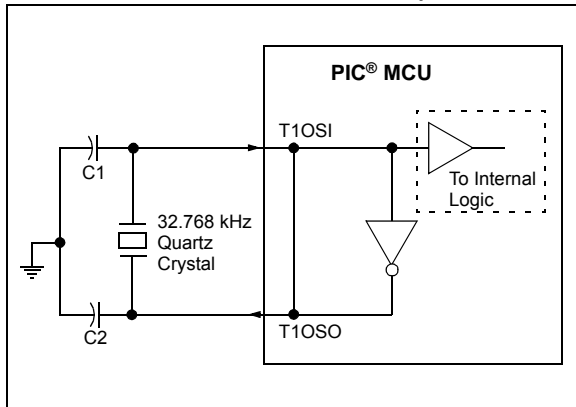 PIC® MCU
T1OSI
C1
To Internal
Logic
32.768 kHz
Quartz
Crystal
T1OSO
C2